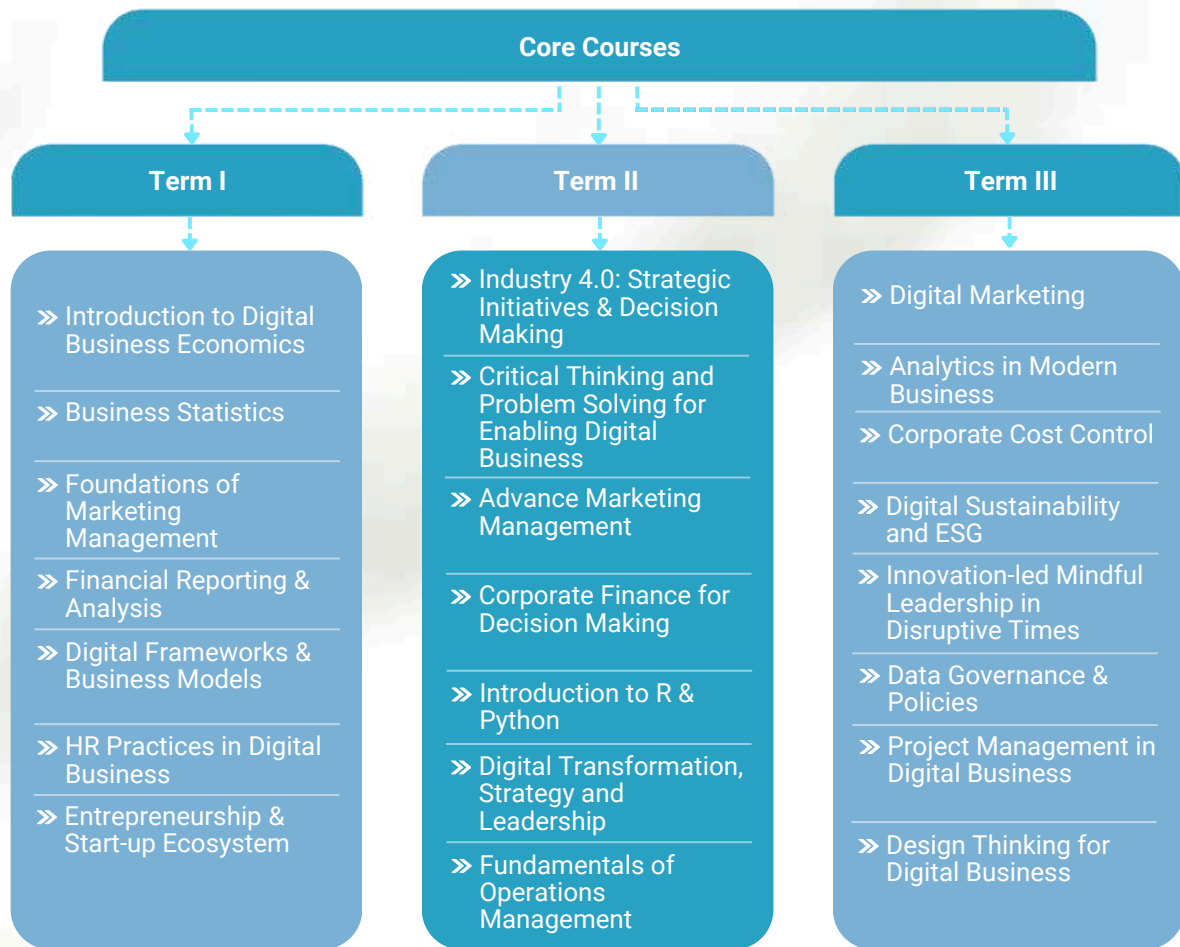 Core Courses
Term I
Introduction to Digital
Business Economics
Business Statistics
Foundations of
Marketing
Management
Financial Reporting &
Analysis
Digital Frameworks &
Business Models
HR Practices in Digital
Business
Entrepreneurship &
Start-up Ecosystem
Term II
Industry 4.0: Strategic
Initiatives & Decision
Making
Critical Thinking and
Problem Solving for
Enabling Digital
Business
Advance Marketing
Management
Corporate Finance for
Decision Making
Introduction to R &
Python
Digital Transformation,
Strategy and
Leadership
Fundamentals of
Operations
Management
Term III
Digital Marketing
Analytics in Modern
Business
Corporate Cost Control
Digital Sustainability
and ESG
Innovation-led Mindful
Leadership in
Disruptive Times
Data Governance &
Policies
Project Management in
Digital Business
Design Thinking for
Digital Business